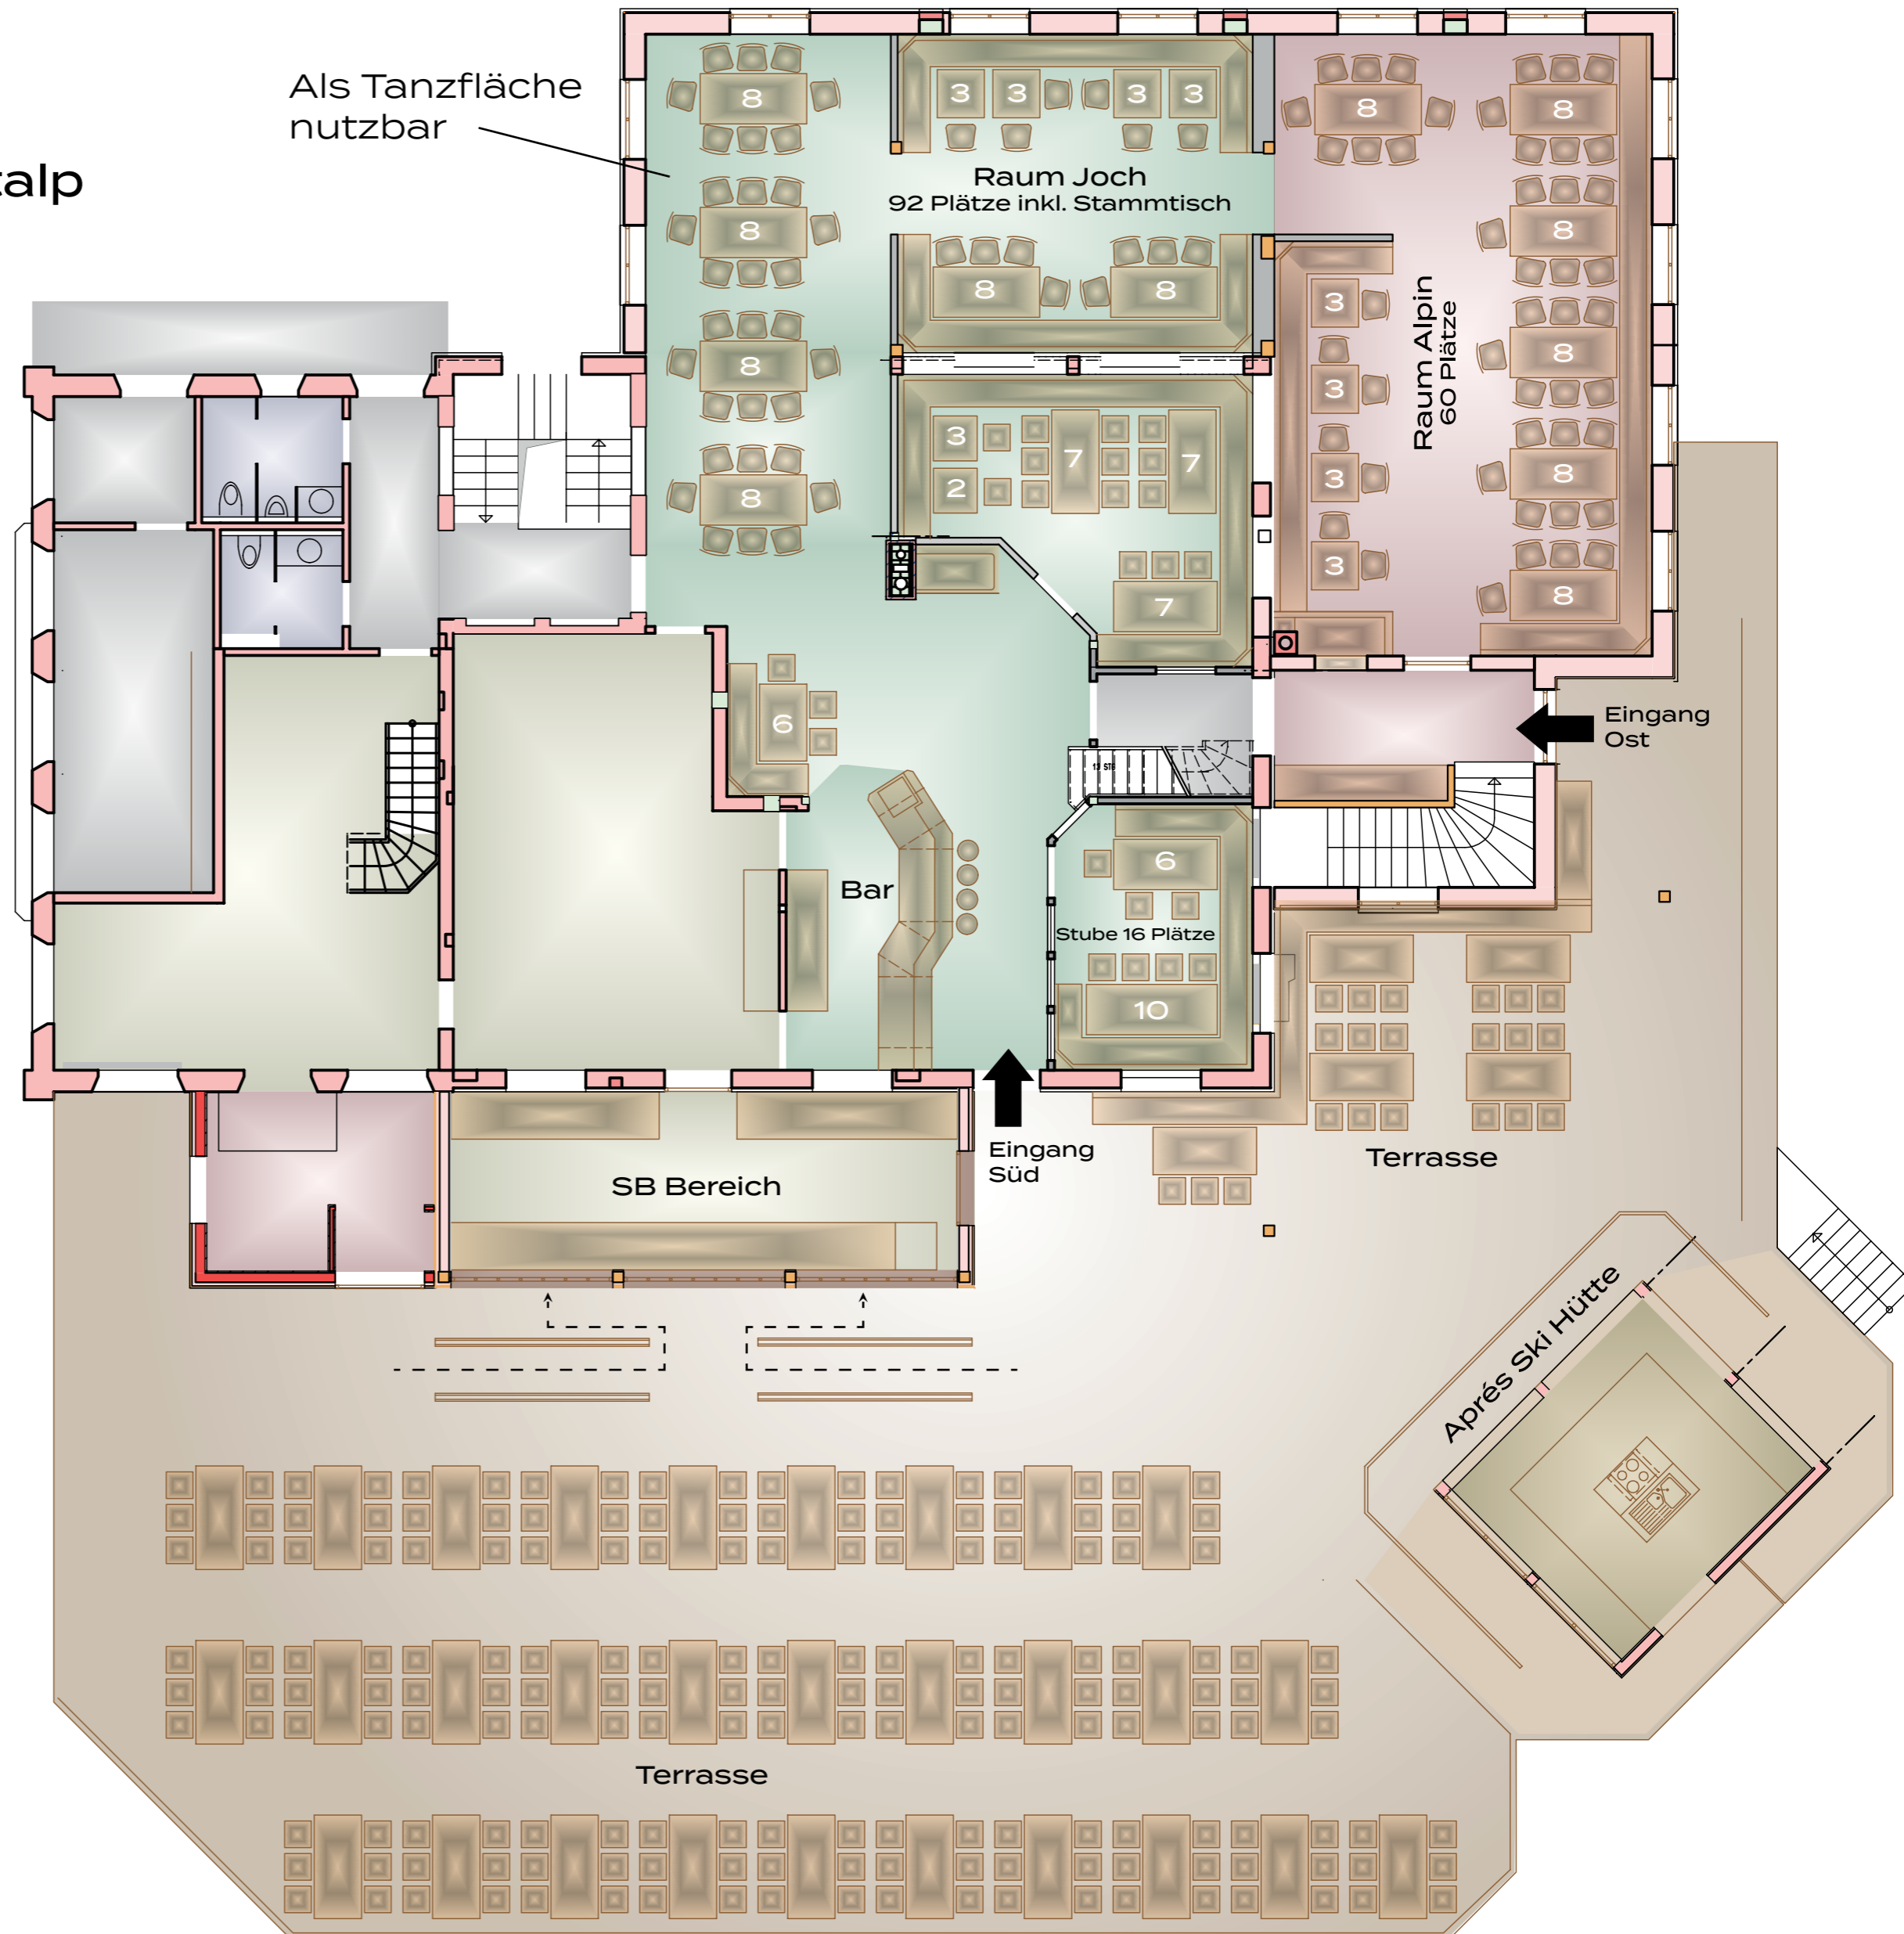 Als Tanzfläche
nutzbar
talp
8
3 3 3 3
8
Raum Joch
92 Plätze inkl. Stammtisch
8 8
8
8
8
3
2
7
7
7
8
8
8
8
8
8
3
3
3
3
Raum Alpin
60 Plätze
6
Eingang
Ost
Bar
6
Stube 16 Plätze
10
Eingang
Süd
SB Bereich
Terrasse
Aprés Ski Hütte
Terrasse